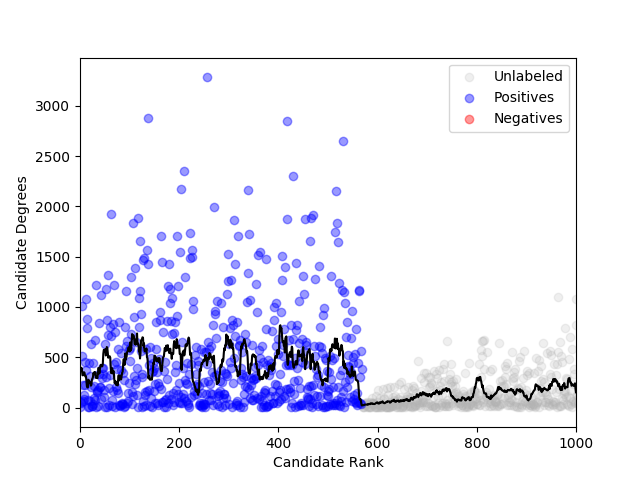 Unlabeled
Positives
Negatives
3000
2500
2000
1500
1000
500
0
Candidate Degrees
0 200 400 600 800 1000
Candidate Rank